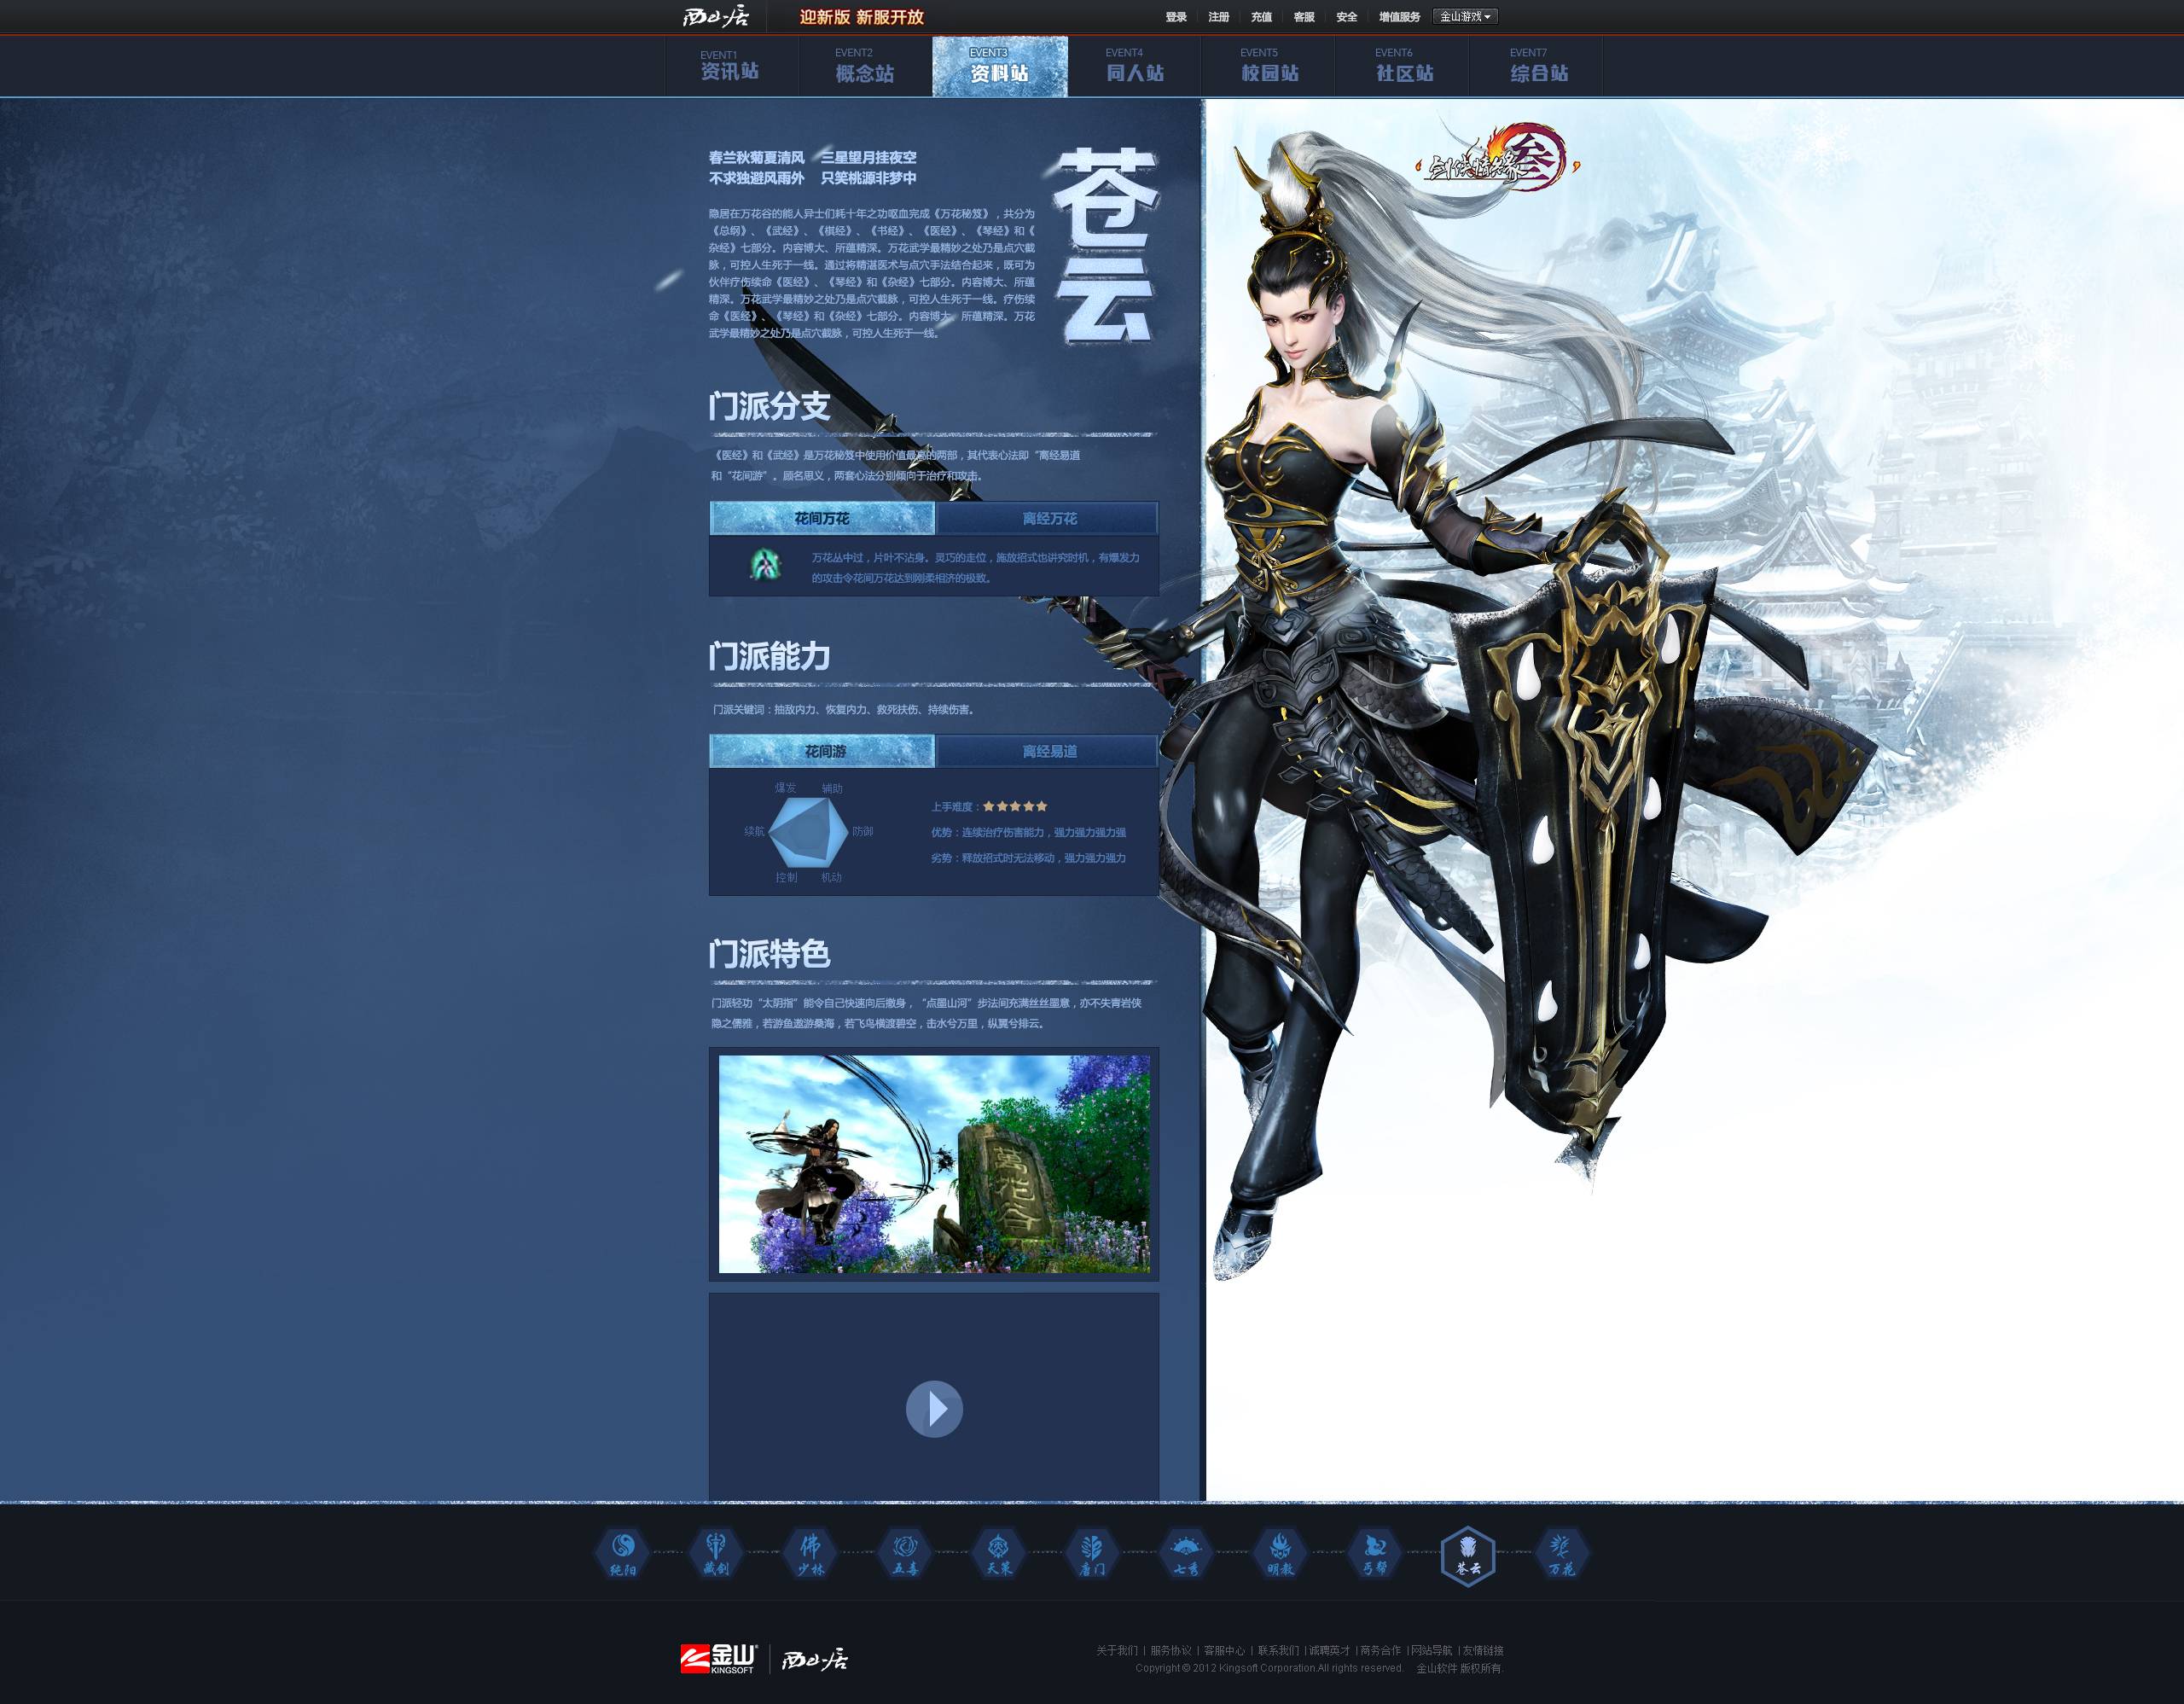 西山居
迎新版 新服开放
登录 注册 充值 客服 安全 增值服务 金山游戏
EVENT1 EVENT2 EVENT3 EVENT4 EVENT5 EVENT6 EVENT7
资讯站 概念站 资料站 同人站 校园站 社区站 综合站
剑侠情缘叁
苍云
春兰秋菊夏清风 三星望月挂夜空
不求独避风雨外 只笑桃源非梦中
隐居在万花谷的能人异士们耗十年之功呕血完成《万花秘笈》，共分为
《总纲》、《武经》、《棋经》、《书经》、《医经》、《琴经》和《
杂经》七部分。内容博大、所蕴精深。万花武学最精妙之处乃是点穴截
脉，可控人生死于一线。通过将精湛医术与点穴手法结合起来，既可为
伙伴疗伤续命《医经》、《琴经》和《杂经》七部分。内容博大、所蕴
精深。万花武学最精妙之处乃是点穴截脉，可控人生死于一线。疗伤续
命《医经》、《琴经》和《杂经》七部分。内容博大、所蕴精深。万花
武学最精妙之处乃是点穴截脉，可控人生死于一线。
门派分支
《医经》和《武经》是万花秘笈中使用价值最高的两部，其代表心法即“离经易道
和“花间游”。顾名思义，两套心法分别倾向于治疗和攻击。
花间万花 离经万花
万花丛中过，片叶不沾身。灵巧的走位，施放招式也讲究时机，有爆发力
的攻击令花间万花达到刚柔相济的极致。
门派能力
门派关键词：抽敌内力、恢复内力、救死扶伤、持续伤害。
花间游 离经易道
爆发 辅助
续航 防御
控制 机动
上手难度：★★★★★
优势：连续治疗伤害能力，强力强力强力强
劣势：释放招式时无法移动，强力强力强力
门派特色
门派轻功“太阴指”能令自己快速向后撤身，“点墨山河”步法间充满丝丝墨意，亦不失青岩侠
隐之儒雅，若游鱼遨游桑海，若飞鸟横渡碧空，击水兮万里，纵翼兮排云。
萬花谷
纯阳 藏剑 佛 少林 五毒 天策 唐门 七秀 明教 丐帮 苍云 万花
金山 KINGSOFT 西山居
关于我们 | 服务协议 | 客服中心 | 联系我们 | 诚聘英才 | 商务合作 | 网站导航 | 友情链接
Copyright © 2012 Kingsoft Corporation.All rights reserved. 金山软件 版权所有.